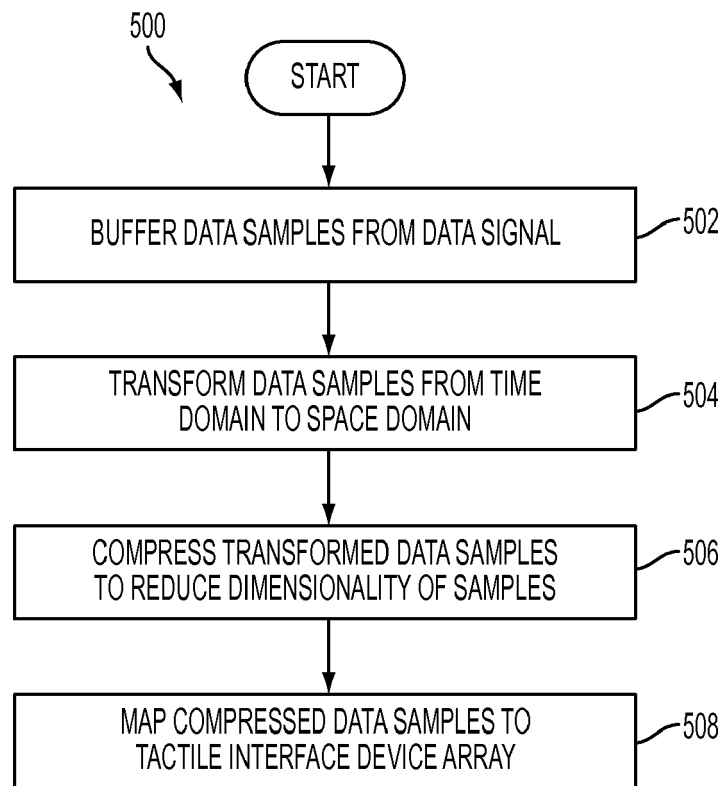 500
START
BUFFER DATA SAMPLES FROM DATA SIGNAL
502
TRANSFORM DATA SAMPLES FROM TIME
DOMAIN TO SPACE DOMAIN
504
COMPRESS TRANSFORMED DATA SAMPLES
TO REDUCE DIMENSIONALITY OF SAMPLES
506
MAP COMPRESSED DATA SAMPLES TO
TACTILE INTERFACE DEVICE ARRAY
508